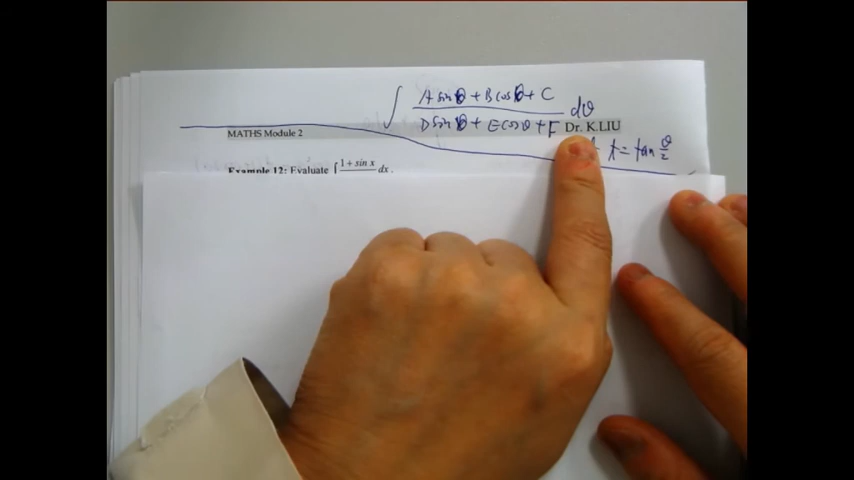 ∫ (A sin θ + B cos θ + C) / (D sin θ + E cos θ + F) dθ
MATHS Module 2 Dr. K.LIU
t = tan θ/2
Example 12: Evaluate ∫ 1 + sin x dx .